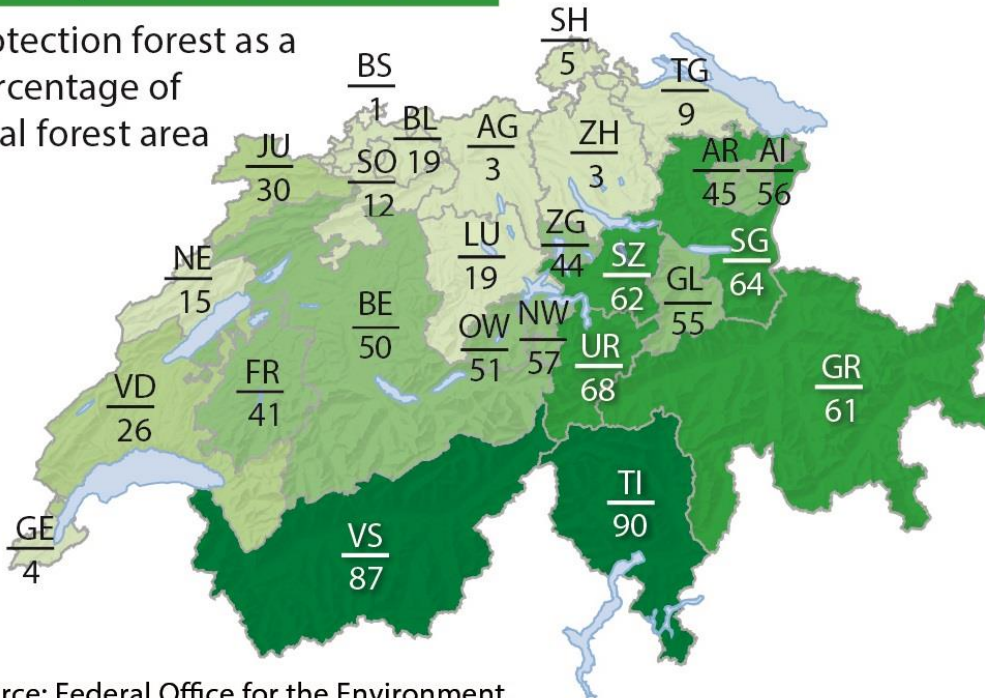 otection forest as a
rcentage of
al forest area
SH
5
BS
1
TG
9
BL
19
AG
3
ZH
3
JU
30
SO
12
AR
45
AI
56
NE
15
LU
19
ZG
44
SZ
62
SG
64
GL
55
BE
50
OW
51
NW
57
UR
68
GR
61
VD
26
FR
41
TI
90
GE
4
VS
87
rce: Federal Office for the Environment